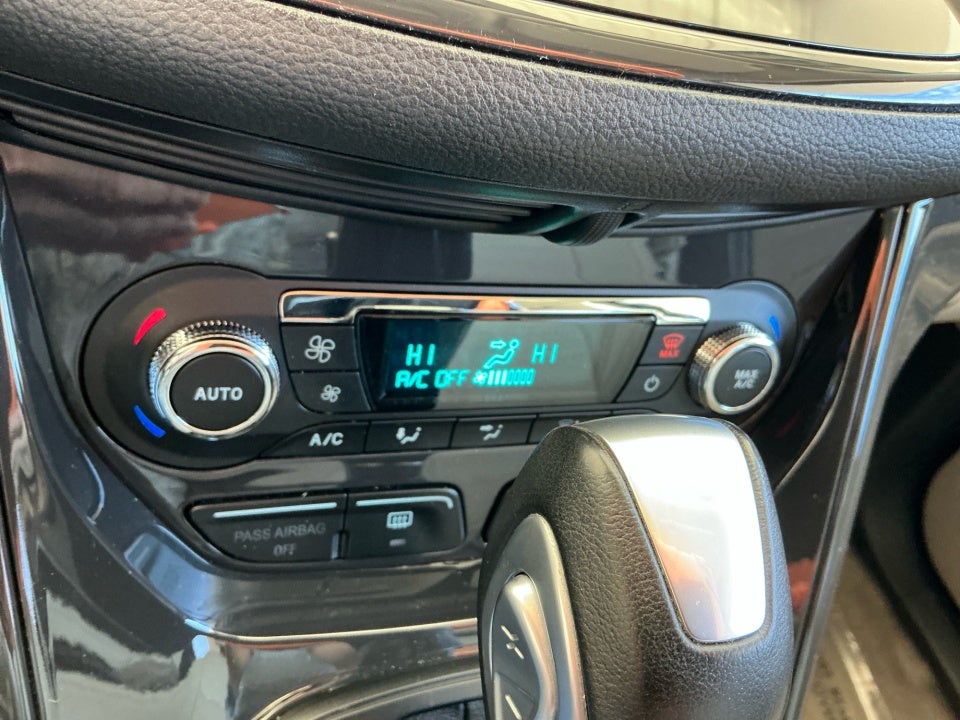 HI HI
A/C OFF
MAX
AUTO
MAX
A/C
A/C
PASS AIRBAG
OFF